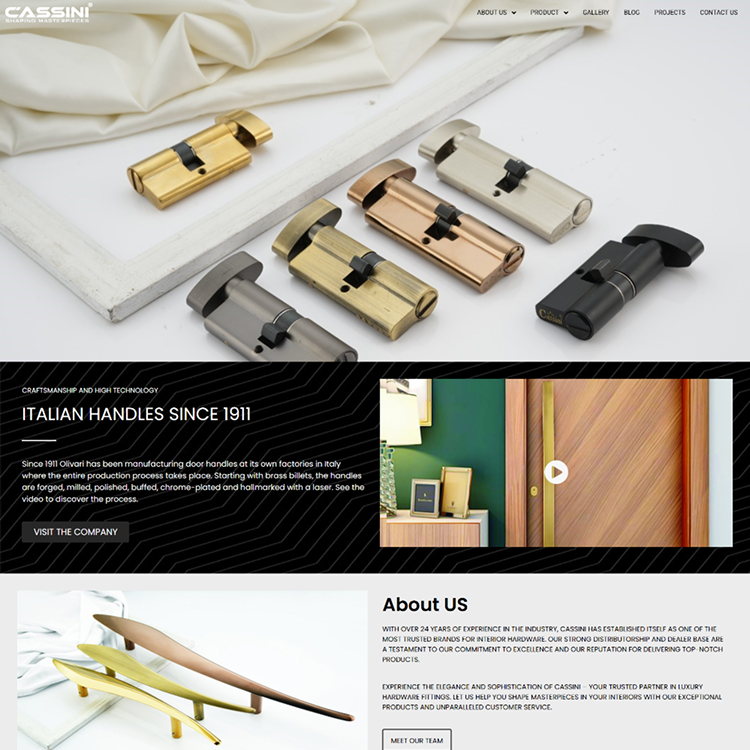 CASSINI
SHAPING MASTERPIECES
ABOUT US PRODUCT GALLERY BLOG PROJECTS CONTACT US
CRAFTSMANSHIP AND HIGH TECHNOLOGY
ITALIAN HANDLES SINCE 1911
Since 1911 Olivari has been manufacturing door handles at its own factories in Italy
where the entire production process takes place. Starting with brass billets, the handles
are forged, milled, polished, buffed, chrome-plated and hallmarked with a laser. See the
video to discover the process.
VISIT THE COMPANY
About US
WITH OVER 24 YEARS OF EXPERIENCE IN THE INDUSTRY, CASSINI HAS ESTABLISHED ITSELF AS ONE OF THE
MOST TRUSTED BRANDS FOR INTERIOR HARDWARE. OUR STRONG DISTRIBUTORSHIP AND DEALER BASE ARE
A TESTAMENT TO OUR COMMITMENT TO EXCELLENCE AND OUR REPUTATION FOR DELIVERING TOP-NOTCH
PRODUCTS.
EXPERIENCE THE ELEGANCE AND SOPHISTICATION OF CASSINI – YOUR TRUSTED PARTNER IN LUXURY
HARDWARE FITTINGS. LET US HELP YOU SHAPE MASTERPIECES IN YOUR INTERIORS WITH OUR EXCEPTIONAL
PRODUCTS AND UNPARALLELED CUSTOMER SERVICE.
MEET OUR TEAM